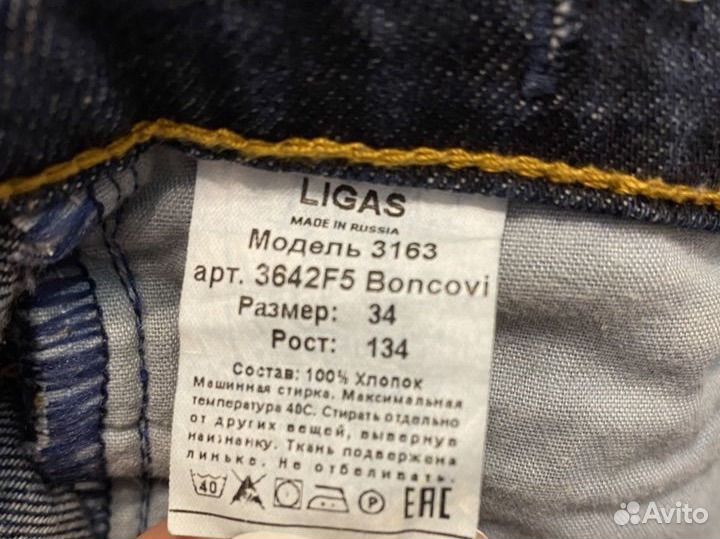 LIGAS
MADE IN RUSSIA
Модель 3163
арт. 3642F5 Boncovi
Размер: 34
Рост: 134
Состав: 100% Хлопок
Машинная стирка. Максимальная
температура 40С. Стирать отдельно
от других вещей, вывернув
наизнанку. Ткань подвержена
линьке. Не отбеливать.
40 P EAC
Avito